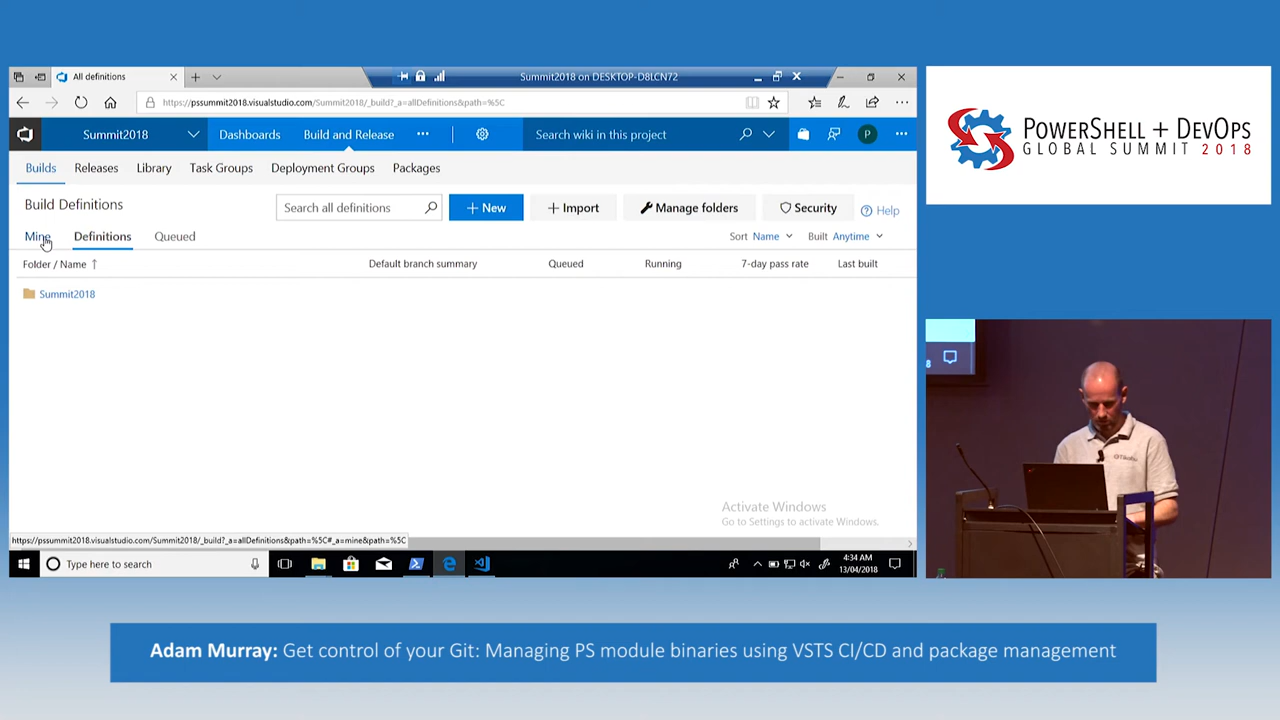 All definitions
Summit2018 on DESKTOP-D8LCN72
https://pssummit2018.visualstudio.com/Summit2018/_build?_a=allDefinitions&path=%5C
Summit2018
Dashboards
Build and Release
Search wiki in this project
P
Builds
Releases
Library
Task Groups
Deployment Groups
Packages
Build Definitions
Search all definitions
+ New
+ Import
Manage folders
Security
Help
Mine
Definitions
Queued
Sort Name
Built Anytime
Folder / Name
Default branch summary
Queued
Running
7-day pass rate
Last built
Summit2018
Activate Windows
Go to Settings to activate Windows.
https://pssummit2018.visualstudio.com/Summit2018/_build?_a=allDefinitions&path=%5C#_a=mine&path=%5C
Type here to search
4:34 AM
13/04/2018
POWERSHELL + DEVOPS
GLOBAL SUMMIT 2018
8
Adam Murray: Get control of your Git: Managing PS module binaries using VSTS CI/CD and package management